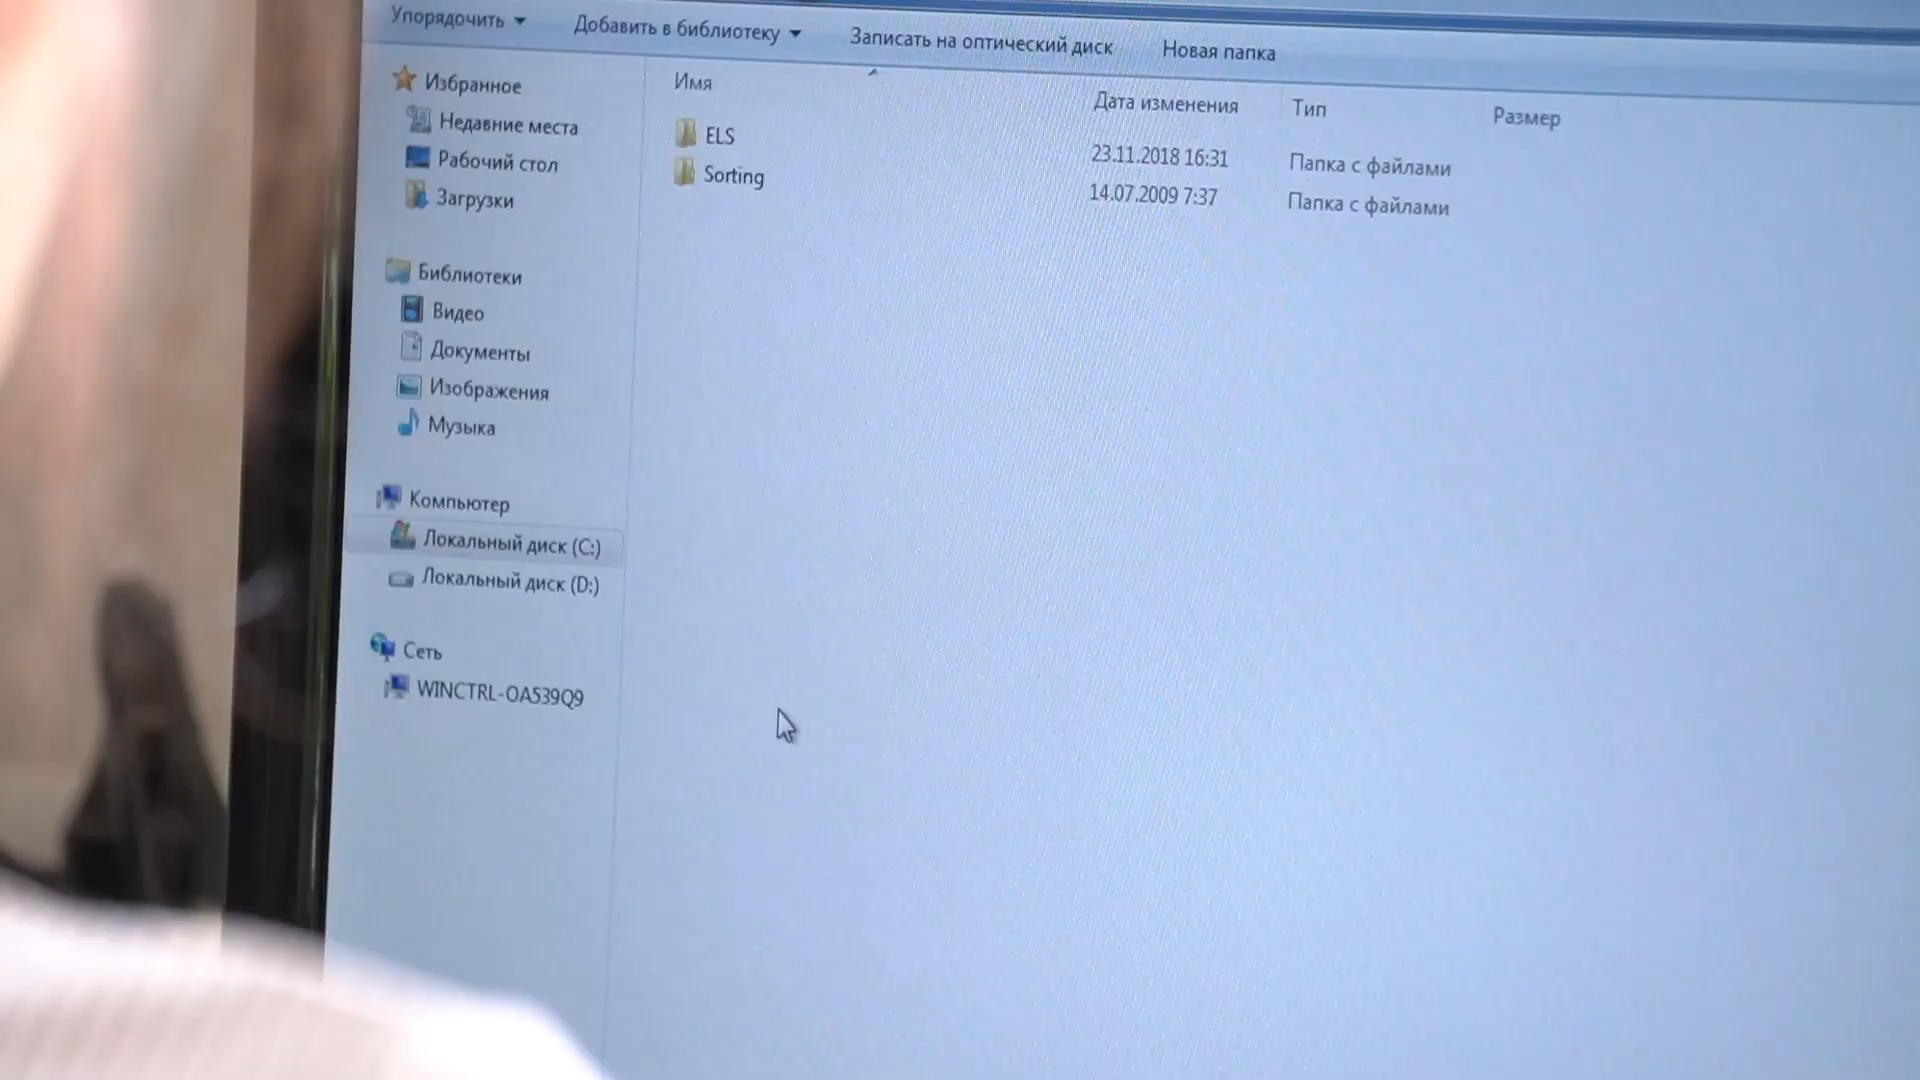 Упорядочить Добавить в библиотеку Записать на оптический диск Новая папка
Избранное
Недавние места
Рабочий стол
Загрузки
Библиотеки
Видео
Документы
Изображения
Музыка
Компьютер
Локальный диск (C:)
Локальный диск (D:)
Сеть
WINCTRL-OA539Q9
Имя Дата изменения Тип Размер
ELS 23.11.2018 16:31 Папка с файлами
Sorting 14.07.2009 7:37 Папка с файлами